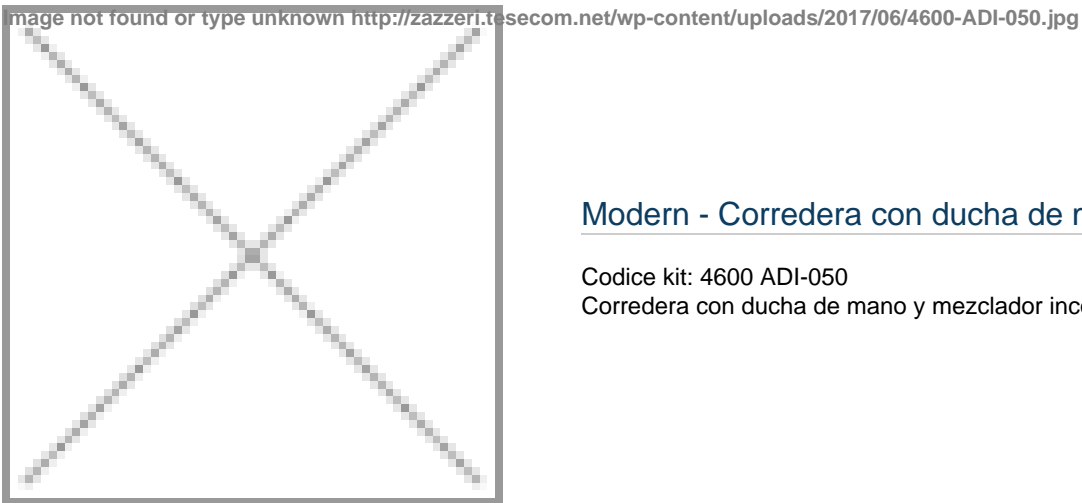 Image not found or type unknown http://zazzeri.tesecom.net/wp-content/uploads/2017/06/4600-ADI-050.jpg
Modern - Corredera con ducha de
Codice kit: 4600 ADI-050
Corredera con ducha de mano y mezclador